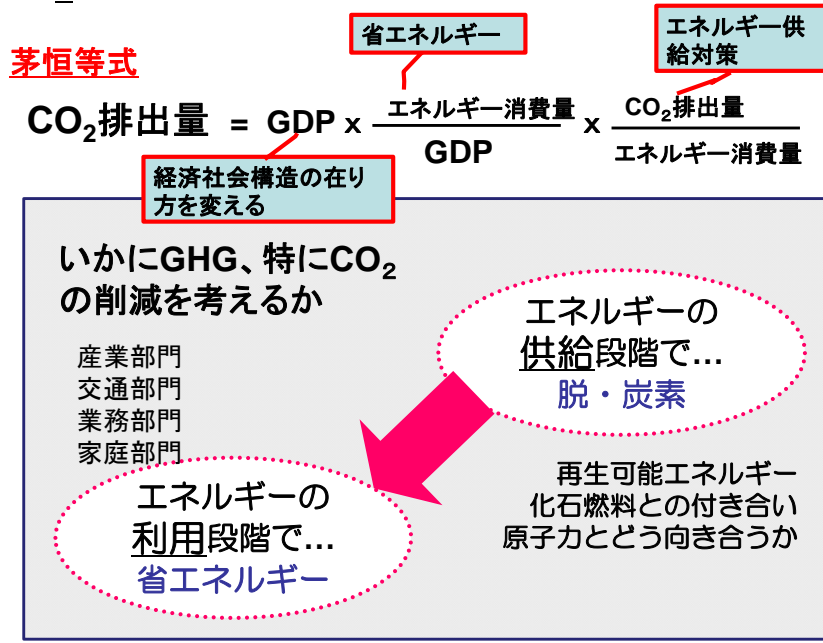 省エネルギー
エネルギー供
給対策
茅恒等式
CO₂排出量 = GDP x エネルギー消費量 x CO₂排出量
GDP エネルギー消費量
経済社会構造の在り
方を変える
いかにGHG、特にCO₂
の削減を考えるか
産業部門
交通部門
業務部門
家庭部門
エネルギーの
供給段階で...
脱・炭素
再生可能エネルギー
化石燃料との付き合い
原子力とどう向き合うか
エネルギーの
利用段階で...
省エネルギー